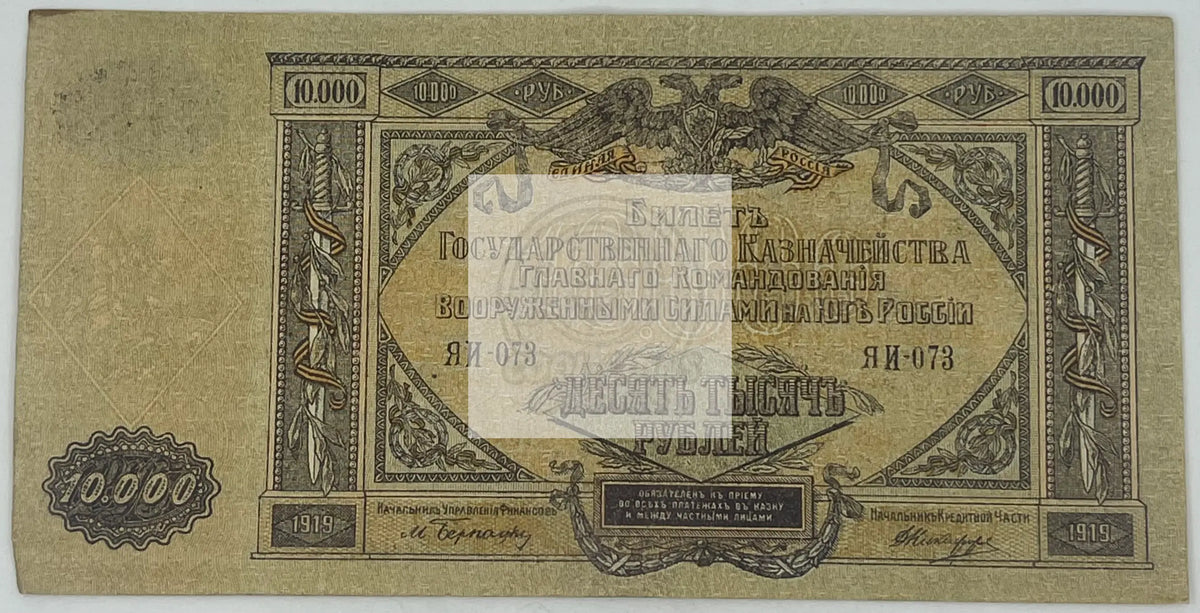 10.000 10.000 РУБ. 10.000 РУБ. 10.000
ЕДИНАЯ РОССІЯ
БИЛЕТЪ
ГОСУДАРСТВЕННАГО КАЗНАЧЕЙСТВА
ГЛАВНАГО КОМАНДОВАНІЯ
ВООРУЖЕННЫМИ СИЛАМИ НА ЮГѢ РОССІИ
ЯИ-073 ЯИ-073
ДЕСЯТЬ ТЫСЯЧЪ
РУБЛЕЙ
10.000
ОБЯЗАТЕЛЕНЪ КЪ ПРІЕМУ
ВО ВСѢХЪ ПЛАТЕЖАХЪ ВЪ КАЗНУ
И МЕЖДУ ЧАСТНЫМИ ЛИЦАМИ
1919 НАЧАЛЬНИКЪ УПРАВЛЕНІЯ ФИНАНСОВЪ НАЧАЛЬНИКЪ КРЕДИТНОЙ ЧАСТИ 1919